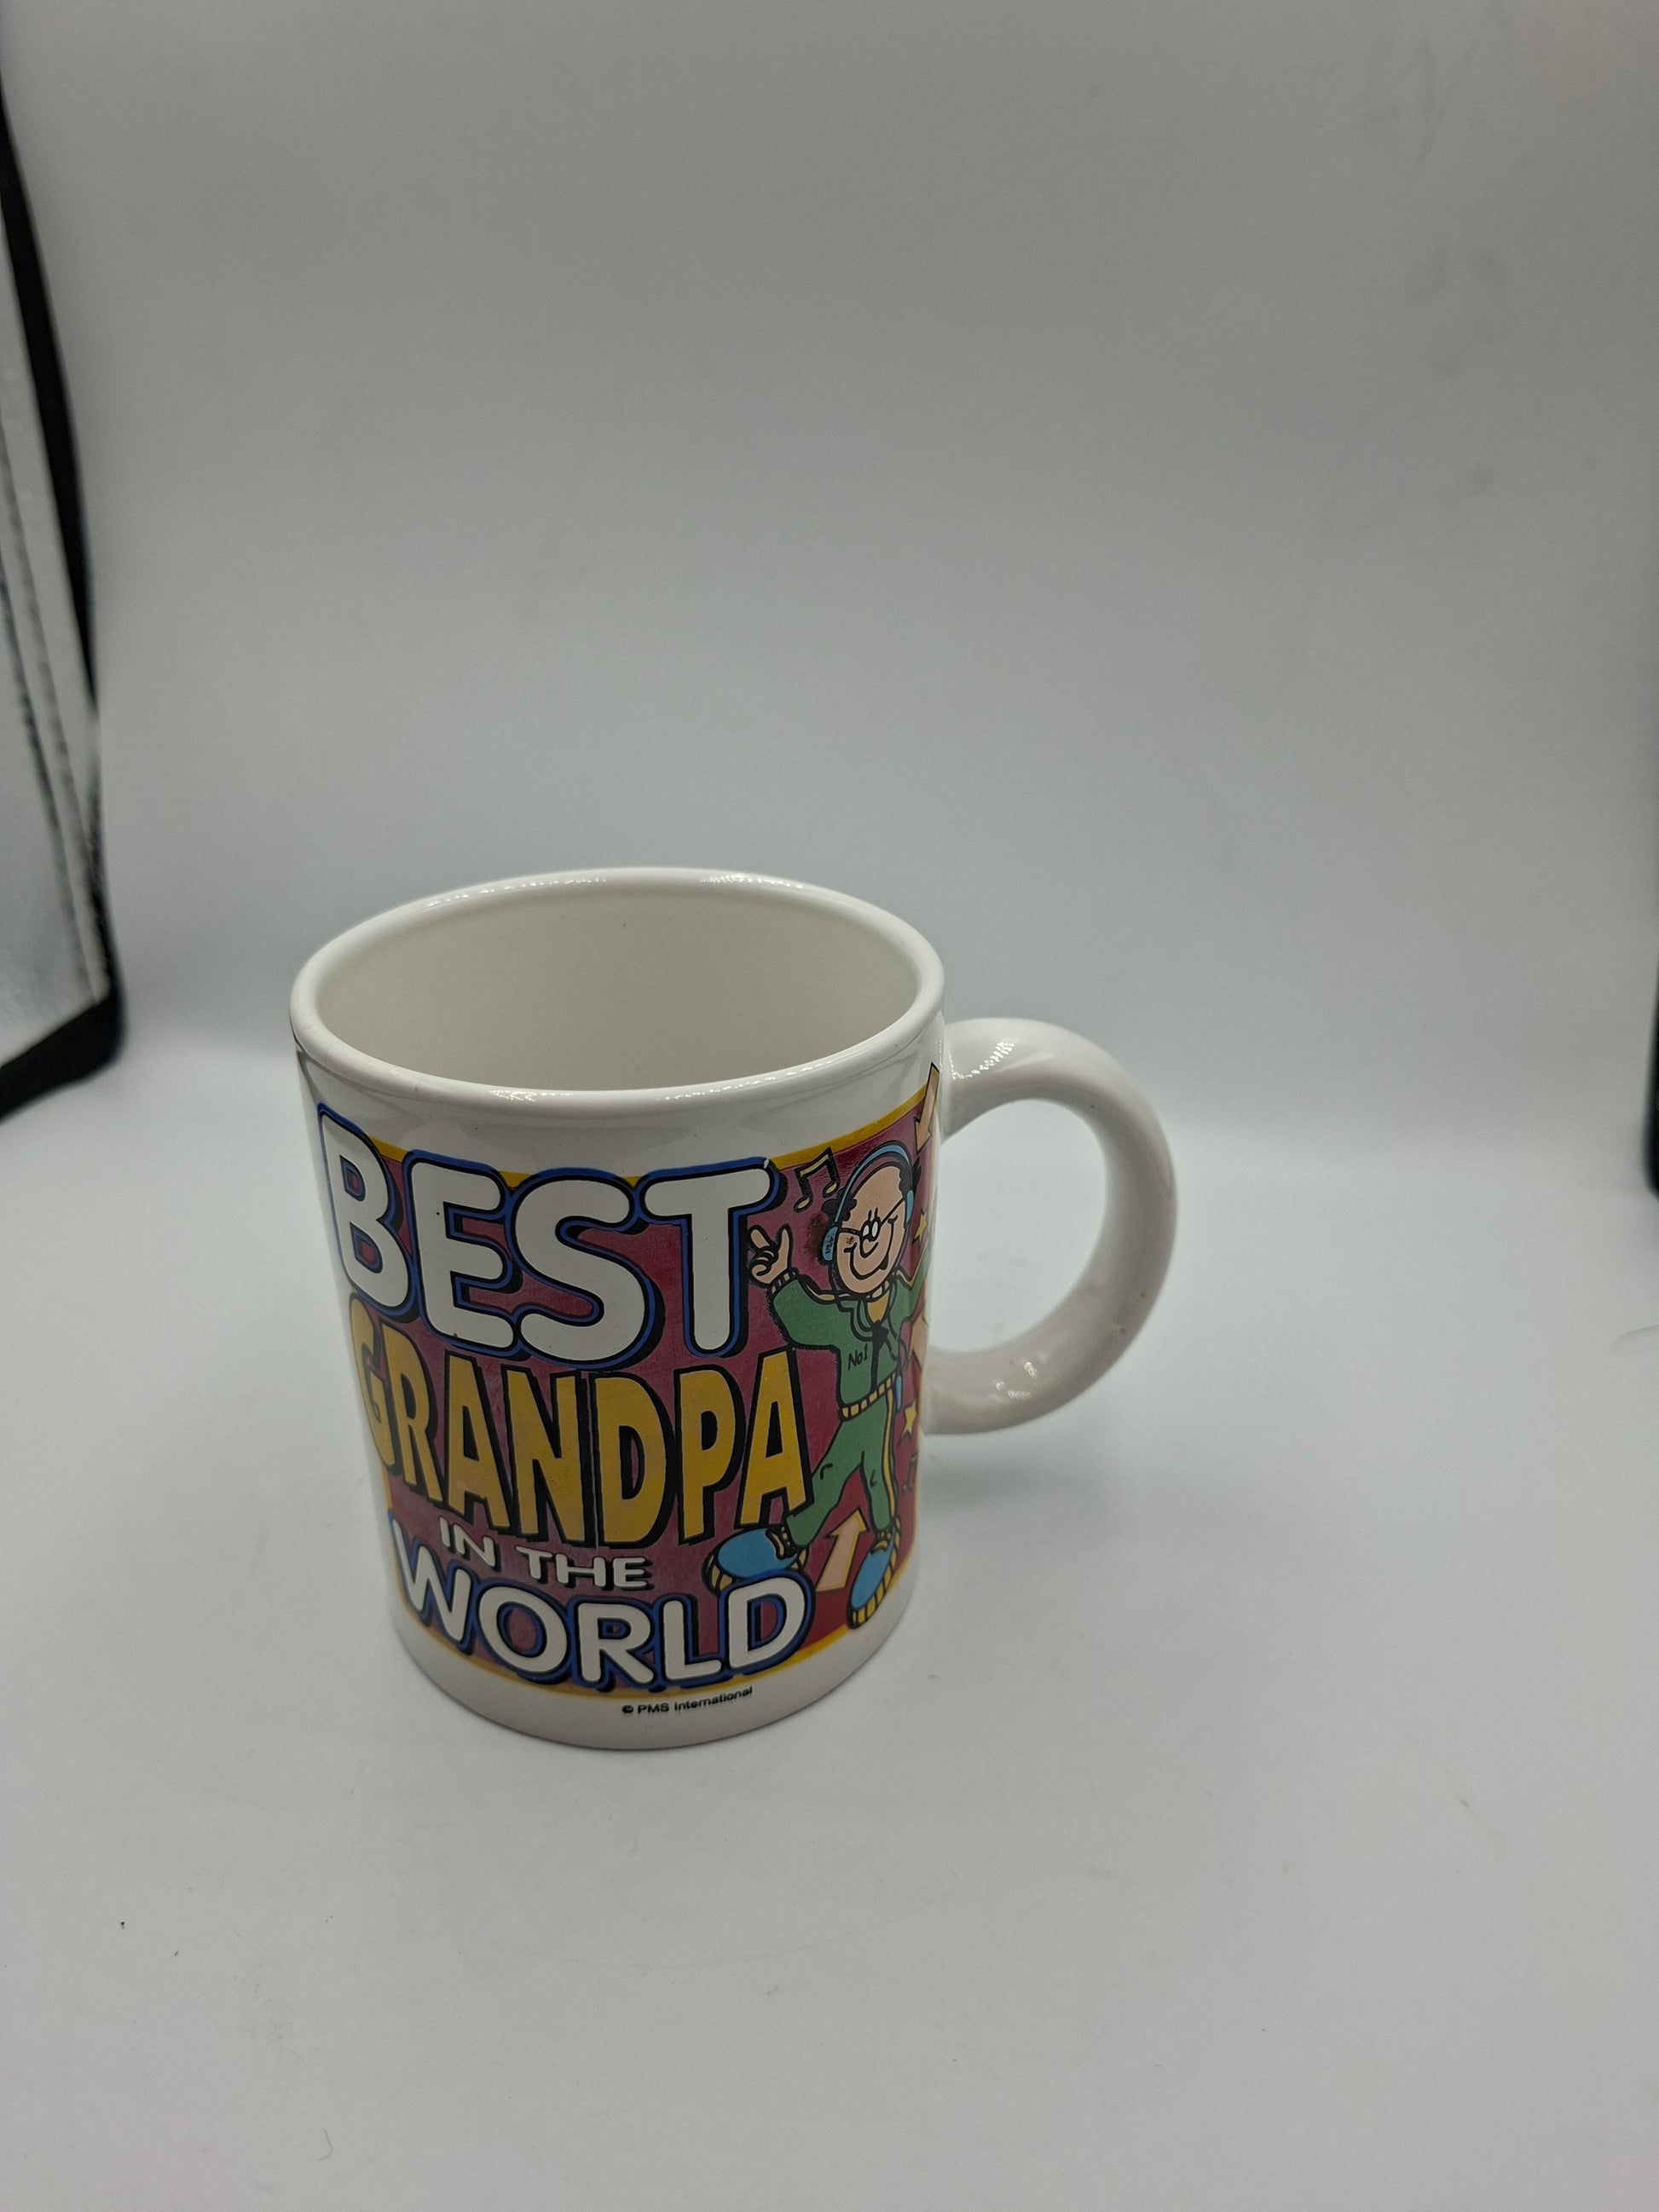 BEST
GRANDPA
IN THE
WORLD
No1
© PMS International